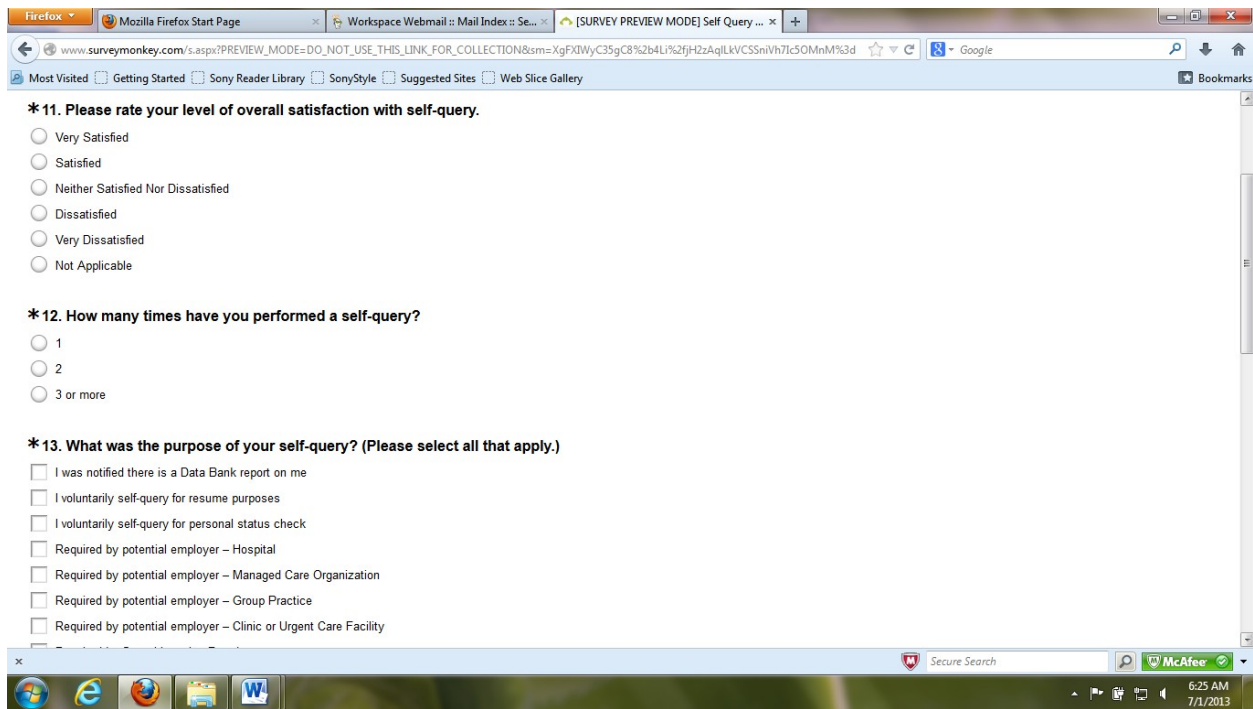 Firefox
Mozilla Firefox Start Page
Workspace Webmail :: Mail Index :: Se...
[SURVEY PREVIEW MODE] Self Query ...
www.surveymonkey.com/s.aspx?PREVIEW_MODE=DO_NOT_USE_THIS_LINK_FOR_COLLECTION&sm=XgFXIWyC35gC8%2b4Li%2fjH2zAqlLkVCSSniVh7Ic5OMnM%3d
Google
Most Visited Getting Started Sony Reader Library SonyStyle Suggested Sites Web Slice Gallery Bookmarks
*11. Please rate your level of overall satisfaction with self-query.
Very Satisfied
Satisfied
Neither Satisfied Nor Dissatisfied
Dissatisfied
Very Dissatisfied
Not Applicable
*12. How many times have you performed a self-query?
1
2
3 or more
*13. What was the purpose of your self-query? (Please select all that apply.)
I was notified there is a Data Bank report on me
I voluntarily self-query for resume purposes
I voluntarily self-query for personal status check
Required by potential employer – Hospital
Required by potential employer – Managed Care Organization
Required by potential employer – Group Practice
Required by potential employer – Clinic or Urgent Care Facility
Secure Search
McAfee
6:25 AM
7/1/2013